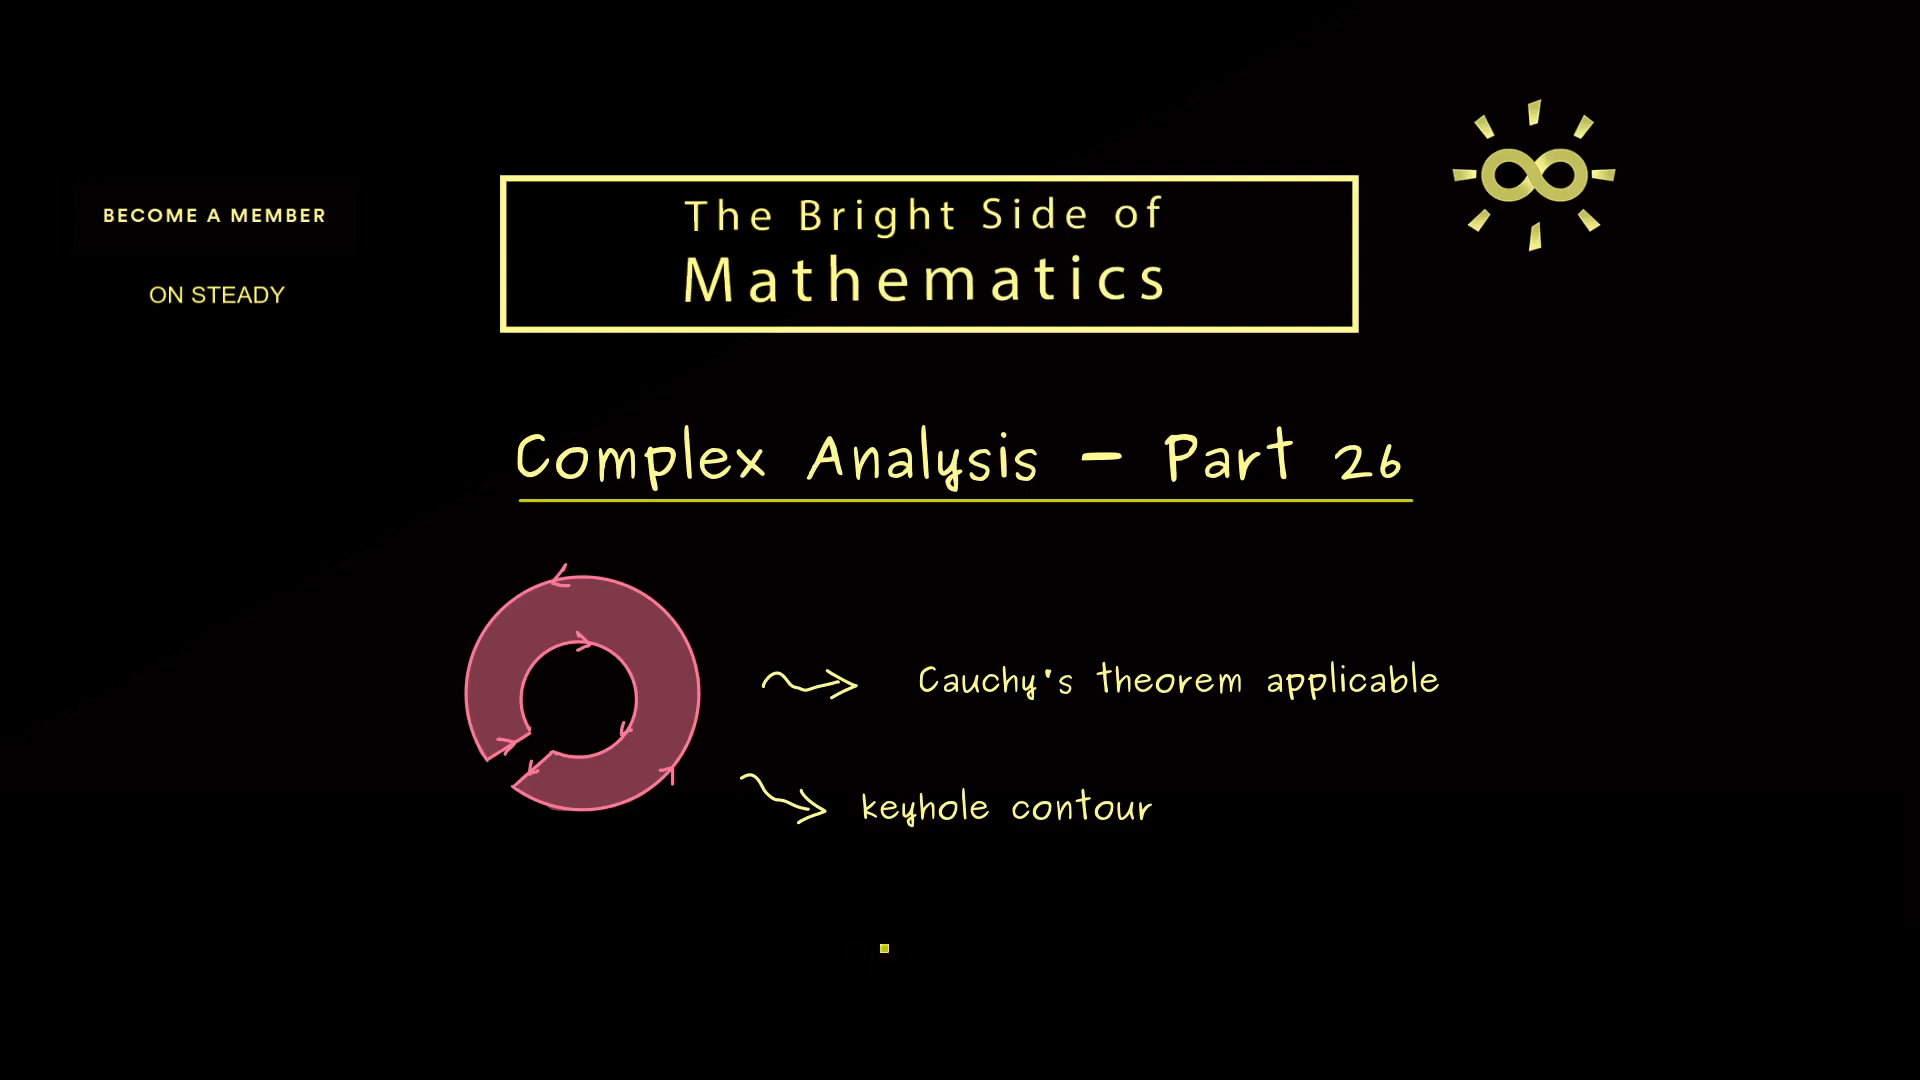 BECOME A MEMBER
ON STEADY
The Bright Side of
Mathematics
Complex Analysis – Part 26
Cauchy's theorem applicable
keyhole contour